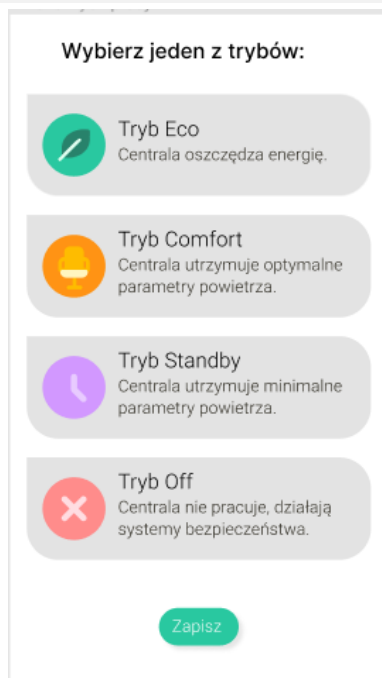 Wybierz jeden z trybów:
Tryb Eco
Centrala oszczędza energię.
Tryb Comfort
Centrala utrzymuje optymalne
parametry powietrza.
Tryb Standby
Centrala utrzymuje minimalne
parametry powietrza.
Tryb Off
Centrala nie pracuje, działają
systemy bezpieczeństwa.
Zapisz